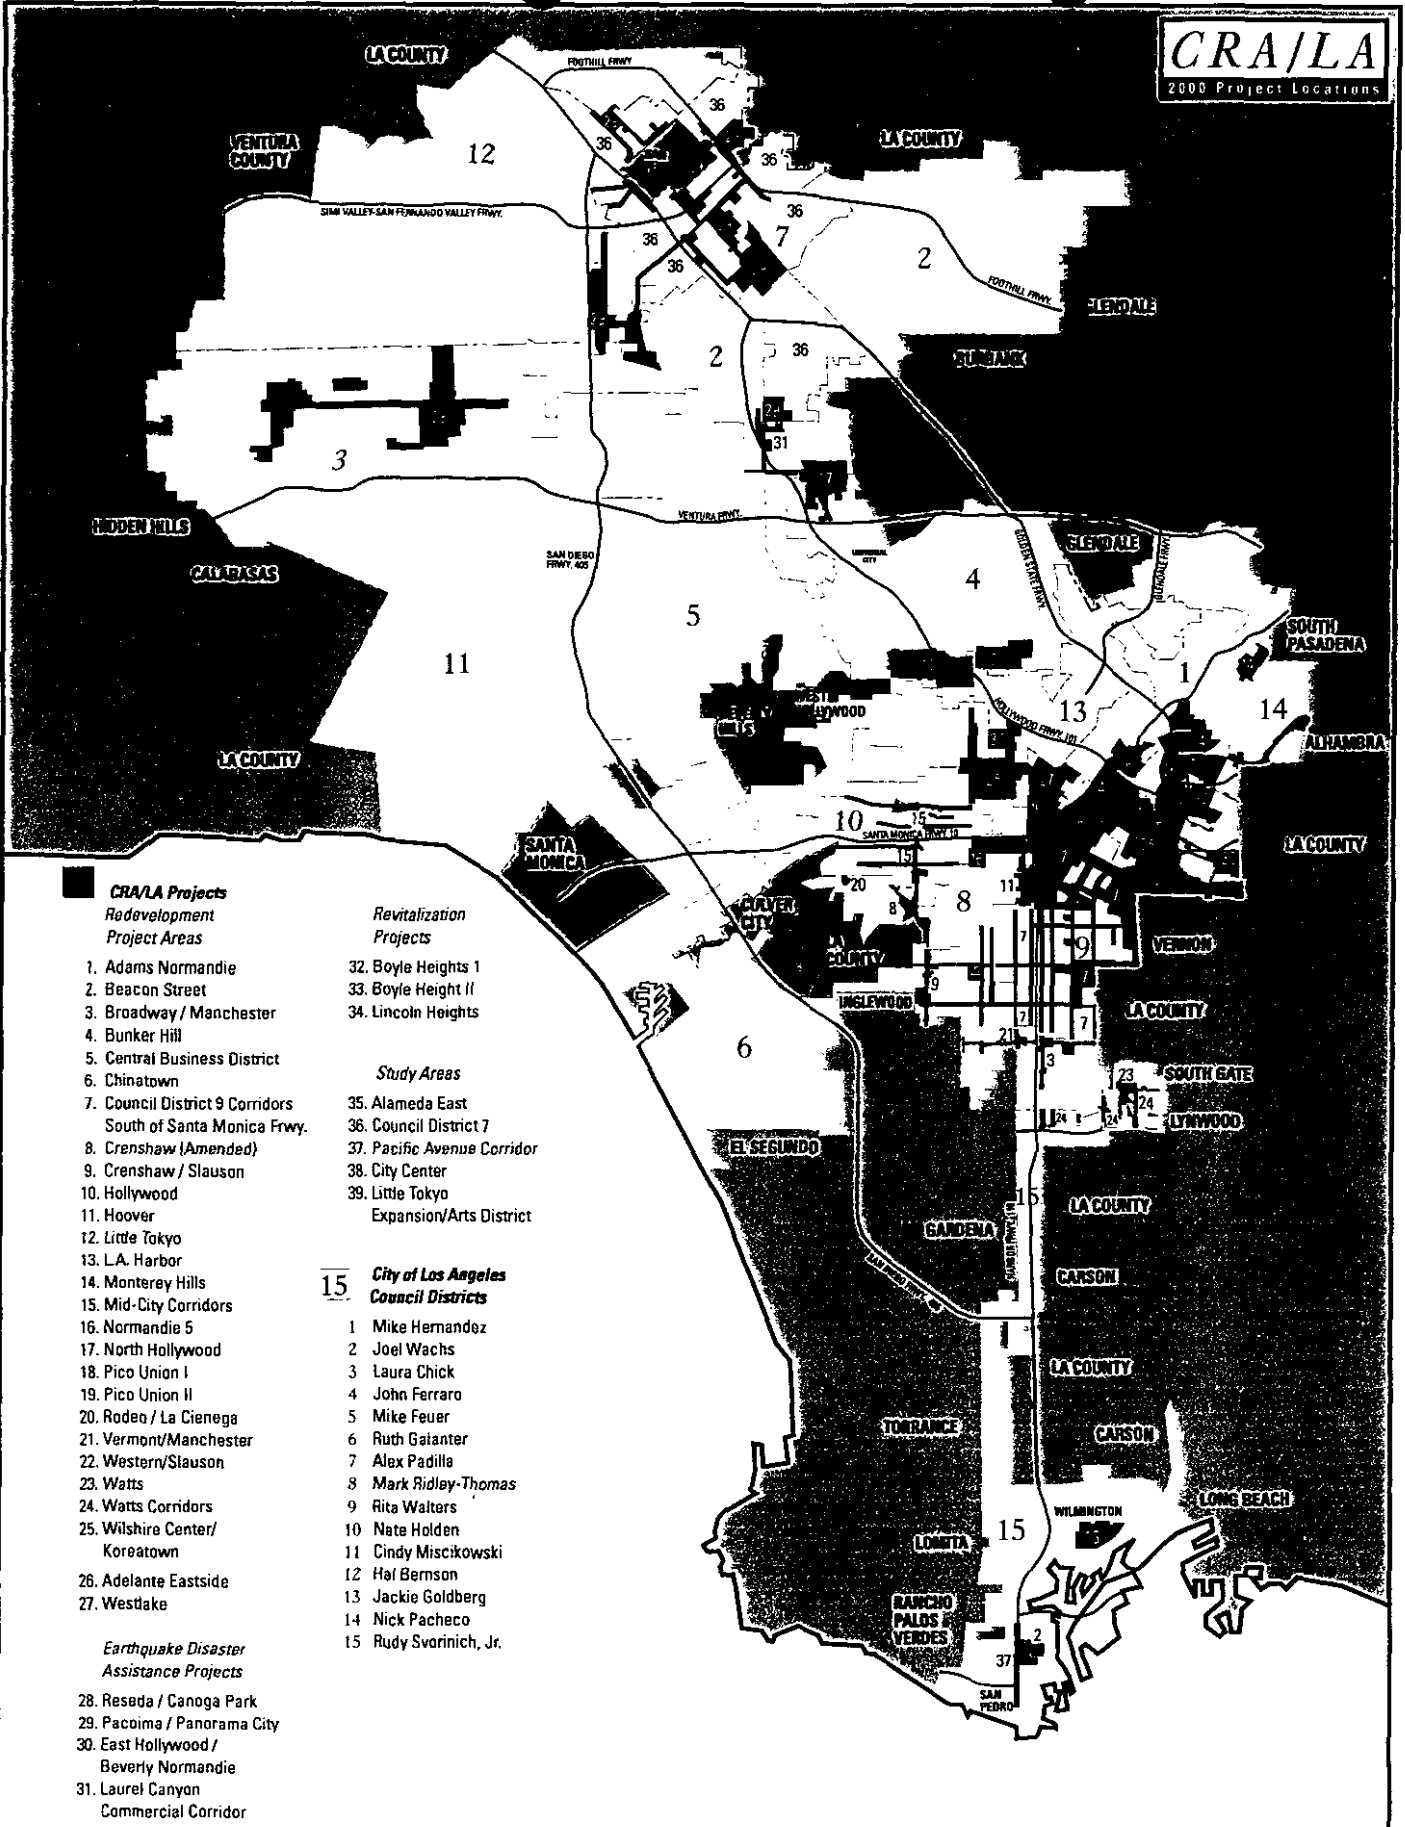 CRA/LA
2000 Project Locations
LA COUNTY
FOOTHILL FRWY
36
VENTURA
COUNTY
12
36
36
LA COUNTY
SIMI VALLEY-SAN FERNANDO VALLEY FRWY.
36
36
7
36
2
FOOTHILL FRWY.
GLENDALE
2
36
BURBANK
31
3
VENTURA FRWY.
HIDDEN HILLS
SAN DIEGO
FRWY. 405
UNIVERSAL
CITY
GOLDEN STATE FRWY.
GLENDALE
GLENDALE FRWY.
CALABASAS
4
5
SOUTH
PASADENA
11
1
WEST
HOLLYWOOD
BEVERLY
HILLS
13
HOLLYWOOD FRWY. 101
14
ALHAMBRA
LA COUNTY
10
15
SANTA MONICA FRWY. 10
SANTA
MONICA
LA COUNTY
15
20
11
8
8
CULVER
CITY
7
9
VERNON
LA
COUNTY
9
7
INGLEWOOD
7
7
LA COUNTY
6
21
3
23
SOUTH GATE
24
24
24
LYNWOOD
EL SEGUNDO
15
LA COUNTY
GARDENA
CARSON
LA COUNTY
TORRANCE
CARSON
LONG BEACH
WILMINGTON
15
LOMITA
RANCHO
PALOS
VERDES
2
37
SAN
PEDRO
CRA/LA Projects
Redevelopment
Project Areas
1. Adams Normandie
2. Beacon Street
3. Broadway / Manchester
4. Bunker Hill
5. Central Business District
6. Chinatown
7. Council District 9 Corridors
South of Santa Monica Frwy.
8. Crenshaw (Amended)
9. Crenshaw / Slauson
10. Hollywood
11. Hoover
12. Little Tokyo
13. L.A. Harbor
14. Monterey Hills
15. Mid-City Corridors
16. Normandie 5
17. North Hollywood
18. Pico Union I
19. Pico Union II
20. Rodeo / La Cienega
21. Vermont/Manchester
22. Western/Slauson
23. Watts
24. Watts Corridors
25. Wilshire Center/
Koreatown
26. Adelante Eastside
27. Westlake
Earthquake Disaster
Assistance Projects
28. Reseda / Canoga Park
29. Pacoima / Panorama City
30. East Hollywood /
Beverly Normandie
31. Laurel Canyon
Commercial Corridor
Revitalization
Projects
32. Boyle Heights 1
33. Boyle Height II
34. Lincoln Heights
Study Areas
35. Alameda East
36. Council District 7
37. Pacific Avenue Corridor
38. City Center
39. Little Tokyo
Expansion/Arts District
15 City of Los Angeles
Council Districts
1 Mike Hernandez
2 Joel Wachs
3 Laura Chick
4 John Ferraro
5 Mike Feuer
6 Ruth Galanter
7 Alex Padilla
8 Mark Ridley-Thomas
9 Rita Walters
10 Nate Holden
11 Cindy Miscikowski
12 Hal Bernson
13 Jackie Goldberg
14 Nick Pacheco
15 Rudy Svorinich, Jr.